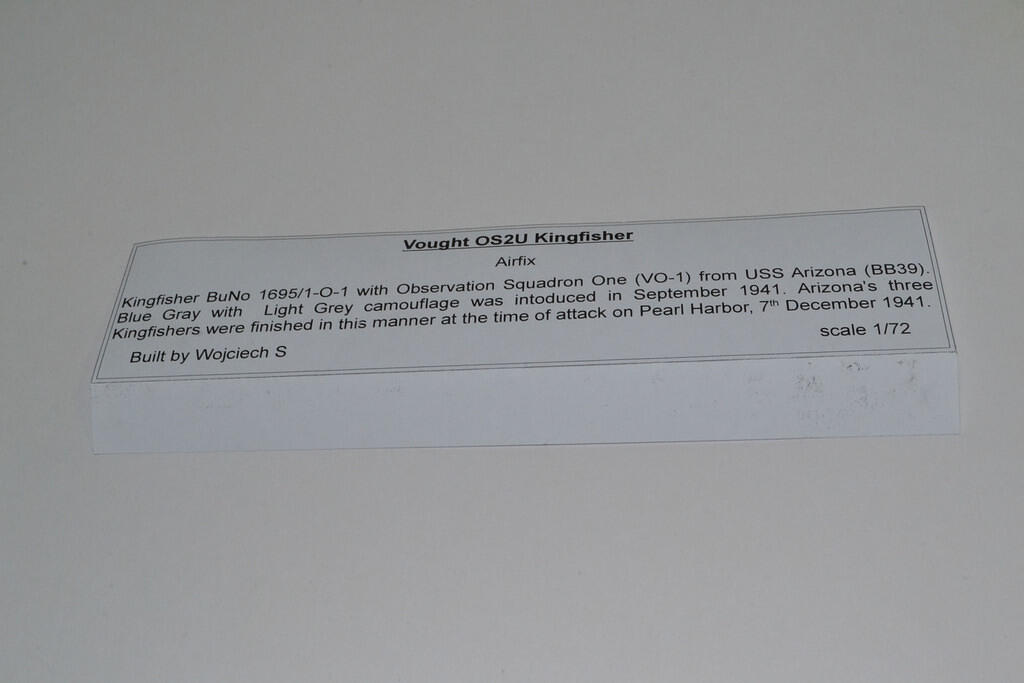 Vought OS2U Kingfisher
Airfix
Kingfisher BuNo 1695/1-O-1 with Observation Squadron One (VO-1) from USS Arizona (BB39).
Blue Gray with Light Grey camouflage was intoduced in September 1941. Arizona's three
Kingfishers were finished in this manner at the time of attack on Pearl Harbor, 7th December 1941.
scale 1/72
Built by Wojciech S